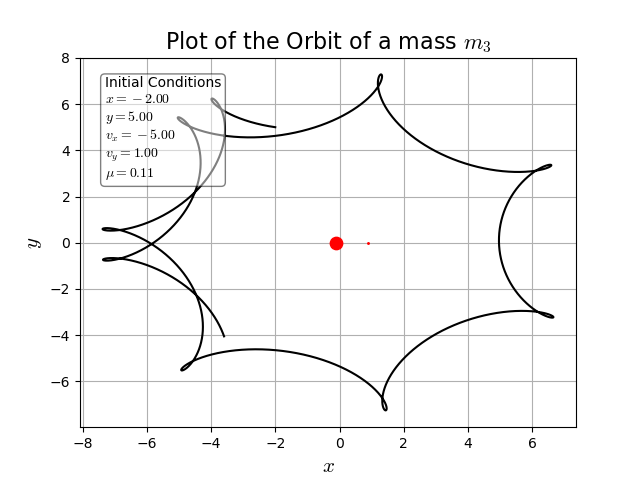 Plot of the Orbit of a mass m₃
Initial Conditions
x = −2.00
y = 5.00
vₓ = −5.00
v_y = 1.00
μ = 0.11
8
6
4
2
0
−2
−4
−6
y
−8
−6
−4
−2
0
2
4
6
x